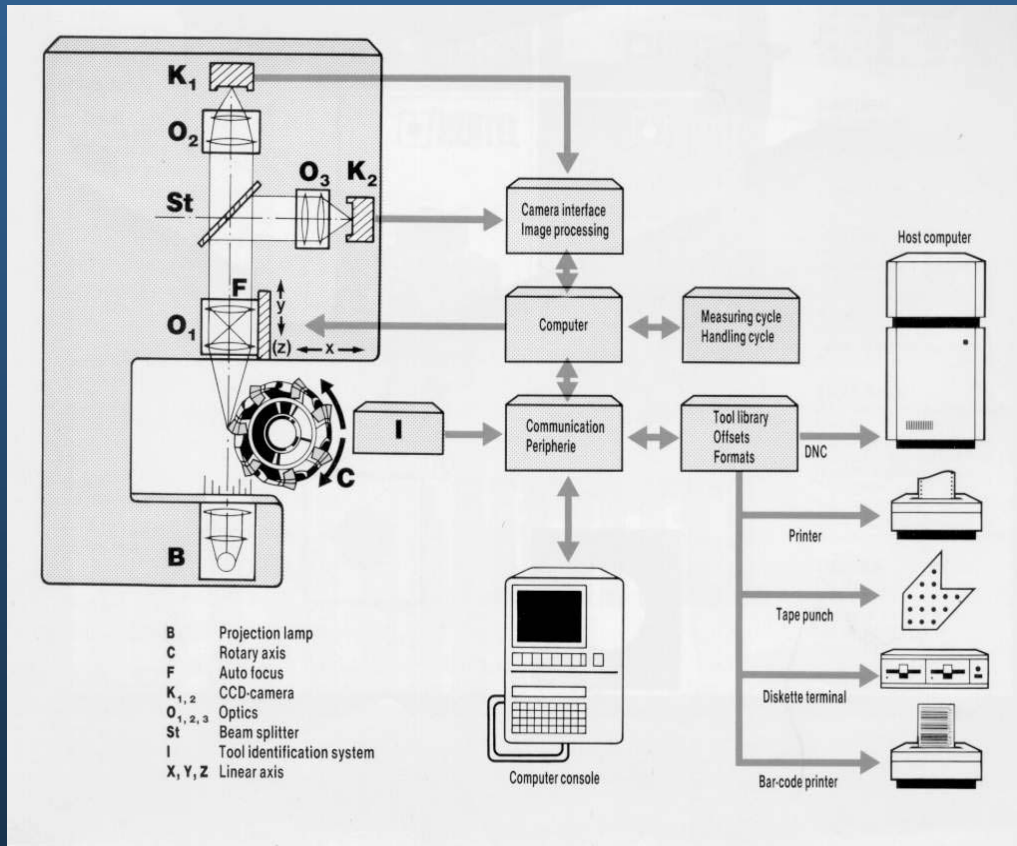 K1
O2
O3
K2
St
F
y
O1
(z)
x
C
B
I
Camera interface
Image processing
Computer
Measuring cycle
Handling cycle
Communication
Peripherie
Tool library
Offsets
Formats
DNC
Host computer
Printer
Tape punch
Diskette terminal
Bar-code printer
Computer console
B Projection lamp
C Rotary axis
F Auto focus
K1, 2 CCD-camera
O1, 2, 3 Optics
St Beam splitter
I Tool identification system
X, Y, Z Linear axis